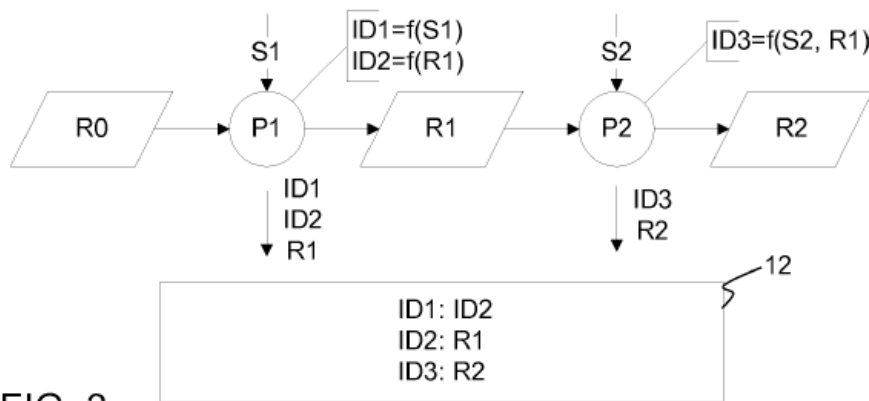 S1
ID1=f(S1)
ID2=f(R1)
S2
ID3=f(S2, R1)
R0
P1
R1
P2
R2
ID1
ID2
R1
ID3
R2
12
ID1: ID2
ID2: R1
ID3: R2